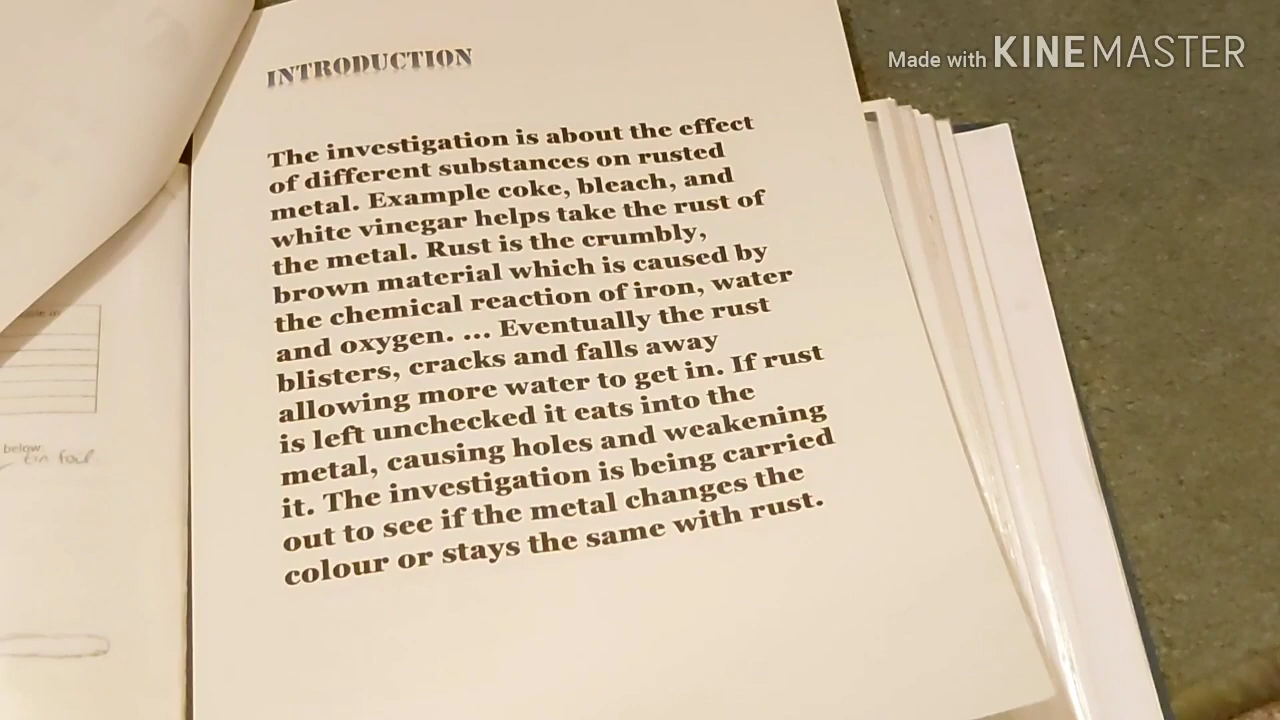 Made with KINEMASTER
INTRODUCTION
The investigation is about the effect
of different substances on rusted
metal. Example coke, bleach, and
white vinegar helps take the rust of
the metal. Rust is the crumbly,
brown material which is caused by
the chemical reaction of iron, water
and oxygen. ... Eventually the rust
blisters, cracks and falls away
allowing more water to get in. If rust
is left unchecked it eats into the
metal, causing holes and weakening
it. The investigation is being carried
out to see if the metal changes the
colour or stays the same with rust.
below.
tin foil